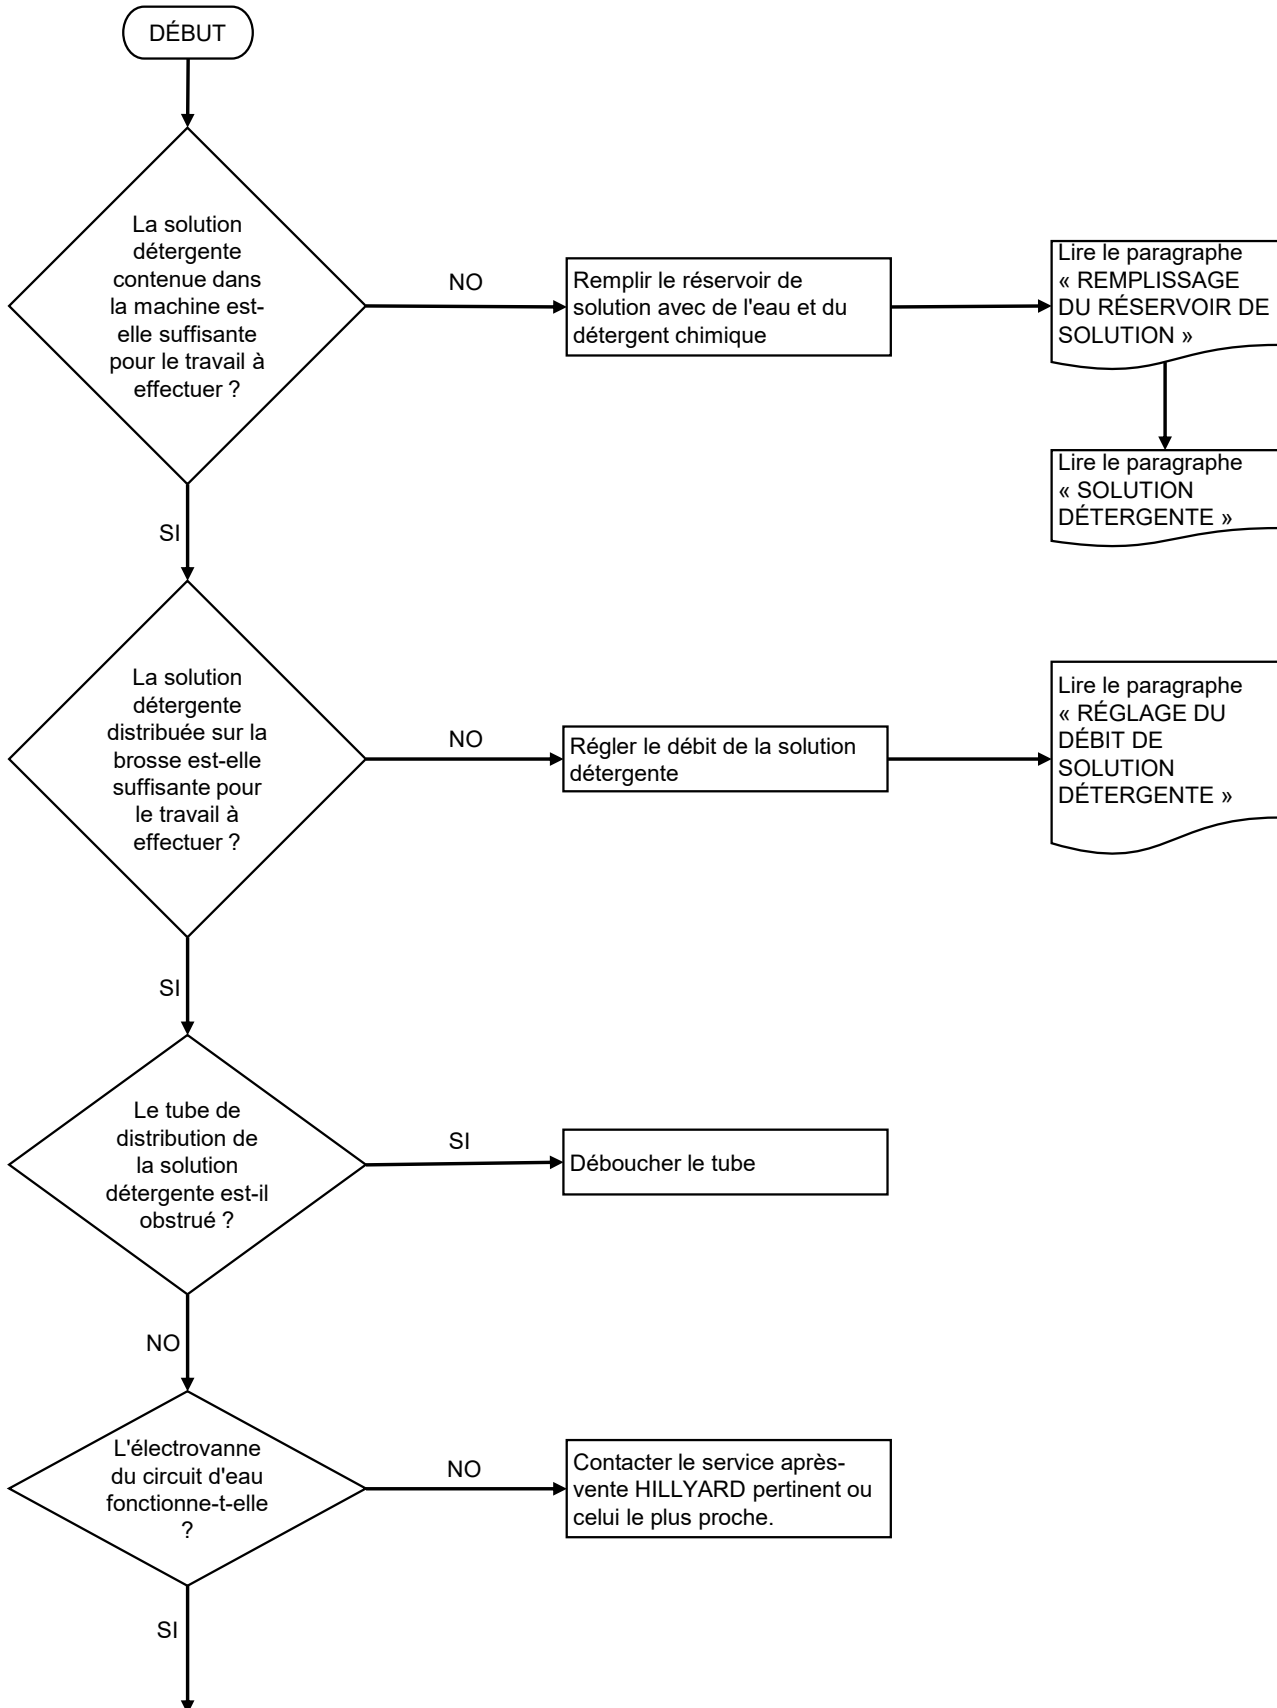 DÉBUT
La solution
détergente
contenue dans
la machine est-
elle suffisante
pour le travail à
effectuer ?
NO
Remplir le réservoir de
solution avec de l'eau et du
détergent chimique
Lire le paragraphe
« REMPLISSAGE
DU RÉSERVOIR DE
SOLUTION »
Lire le paragraphe
« SOLUTION
DÉTERGENTE »
SI
La solution
détergente
distribuée sur la
brosse est-elle
suffisante pour
le travail à
effectuer ?
NO
Régler le débit de la solution
détergente
Lire le paragraphe
« RÉGLAGE DU
DÉBIT DE
SOLUTION
DÉTERGENTE »
SI
Le tube de
distribution de
la solution
détergente est-il
obstrué ?
SI
Déboucher le tube
NO
L'électrovanne
du circuit d'eau
fonctionne-t-elle
?
NO
Contacter le service après-
vente HILLYARD pertinent ou
celui le plus proche.
SI